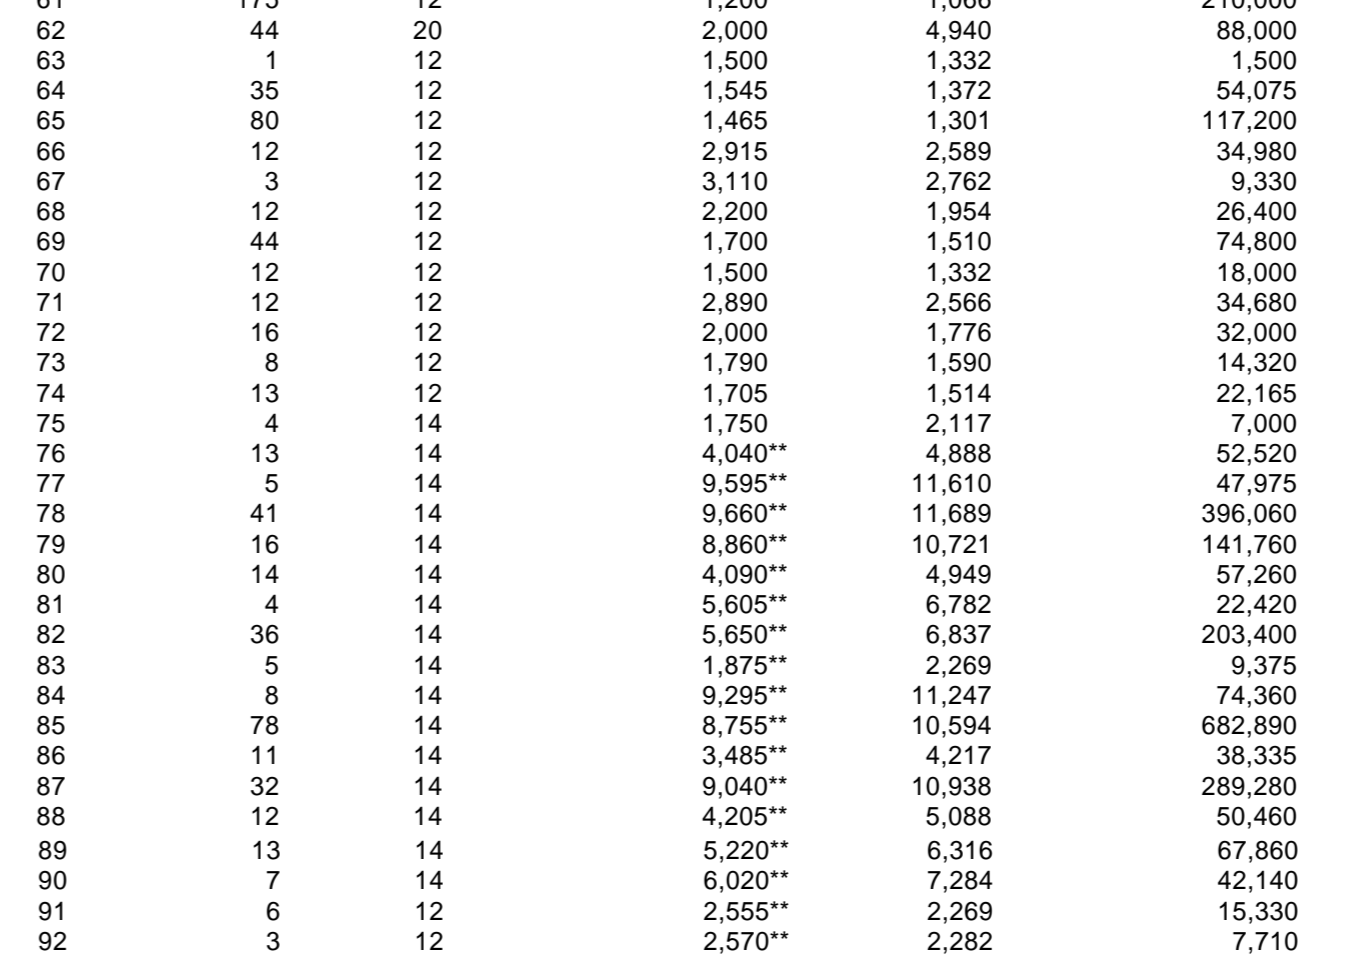 61 175 12 1,200 1,066 210,000
62 44 20 2,000 4,940 88,000
63 1 12 1,500 1,332 1,500
64 35 12 1,545 1,372 54,075
65 80 12 1,465 1,301 117,200
66 12 12 2,915 2,589 34,980
67 3 12 3,110 2,762 9,330
68 12 12 2,200 1,954 26,400
69 44 12 1,700 1,510 74,800
70 12 12 1,500 1,332 18,000
71 12 12 2,890 2,566 34,680
72 16 12 2,000 1,776 32,000
73 8 12 1,790 1,590 14,320
74 13 12 1,705 1,514 22,165
75 4 14 1,750 2,117 7,000
76 13 14 4,040** 4,888 52,520
77 5 14 9,595** 11,610 47,975
78 41 14 9,660** 11,689 396,060
79 16 14 8,860** 10,721 141,760
80 14 14 4,090** 4,949 57,260
81 4 14 5,605** 6,782 22,420
82 36 14 5,650** 6,837 203,400
83 5 14 1,875** 2,269 9,375
84 8 14 9,295** 11,247 74,360
85 78 14 8,755** 10,594 682,890
86 11 14 3,485** 4,217 38,335
87 32 14 9,040** 10,938 289,280
88 12 14 4,205** 5,088 50,460
89 13 14 5,220** 6,316 67,860
90 7 14 6,020** 7,284 42,140
91 6 12 2,555** 2,269 15,330
92 3 12 2,570** 2,282 7,710